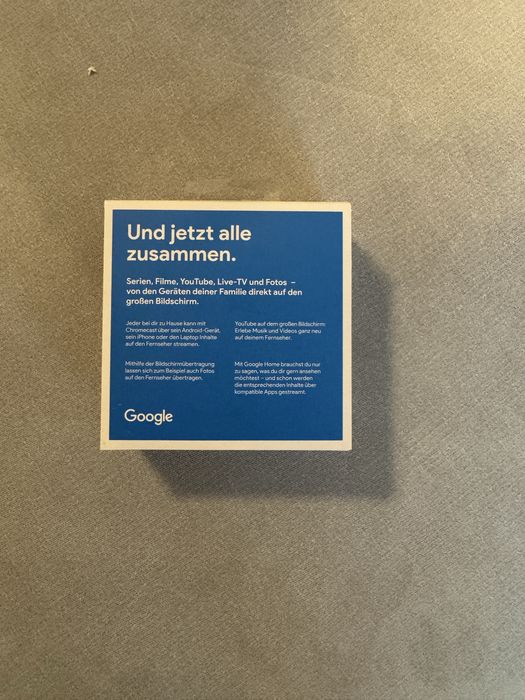 Und jetzt alle
zusammen.
Serien, Filme, YouTube, Live-TV und Fotos –
von den Geräten deiner Familie direkt auf den
großen Bildschirm.
Jeder bei dir zu Hause kann mit
Chromecast über sein Android-Gerät,
sein iPhone oder den Laptop Inhalte
auf den Fernseher streamen.
Mithilfe der Bildschirmübertragung
lassen sich zum Beispiel auch Fotos
auf den Fernseher übertragen.
YouTube auf dem großen Bildschirm:
Erlebe Musik und Videos ganz neu
auf deinem Fernseher.
Mit Google Home brauchst du nur
zu sagen, was du dir gern ansehen
möchtest – und schon werden
die entsprechenden Inhalte über
kompatible Apps gestreamt.
Google